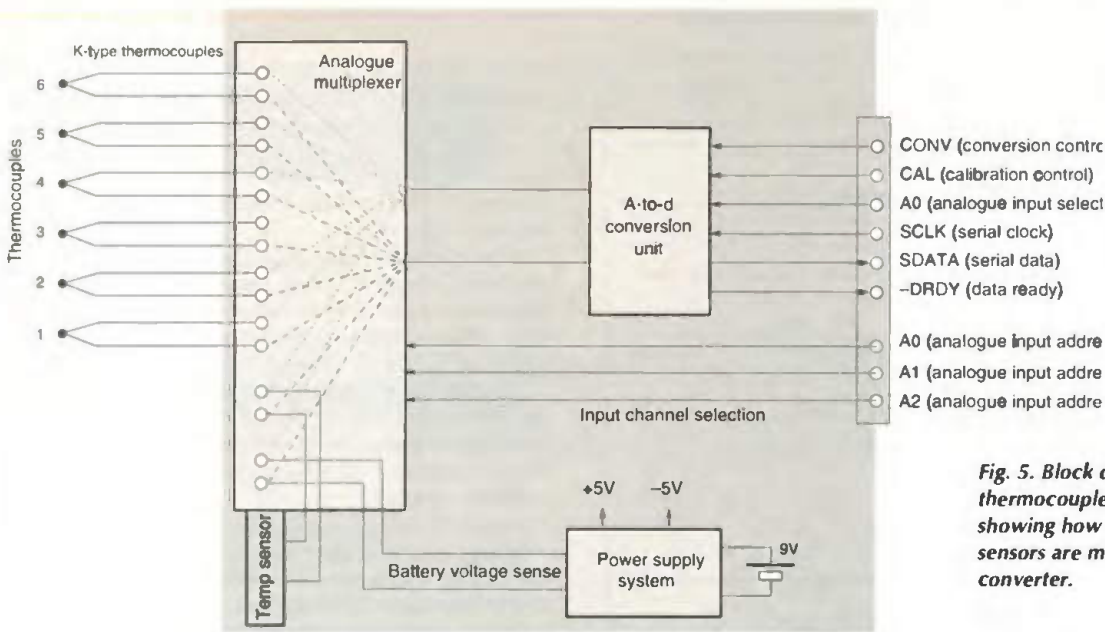 K-type thermocouples
Thermocouples
6
5
4
3
2
1
Analogue
multiplexer
Temp sensor
A-to-d
conversion
unit
CONV (conversion contrc
CAL (calibration control)
A0 (analogue input select
SCLK (serial clock)
SDATA (serial data)
–DRDY (data ready)
A0 (analogue input addre
A1 (analogue input addre
A2 (analogue input addre
Input channel selection
Battery voltage sense
+5V
–5V
Power supply
system
9V
Fig. 5. Block d
thermocouple
showing how
sensors are m
converter.